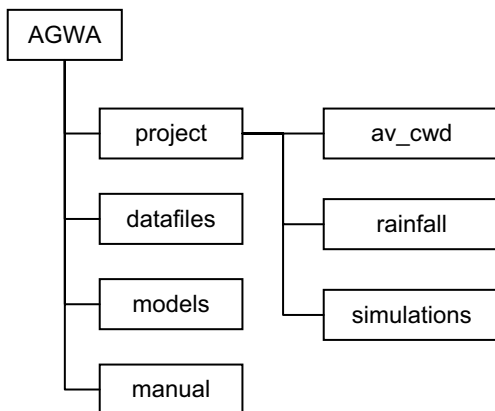 AGWA
project
av_cwd
datafiles
rainfall
models
simulations
manual